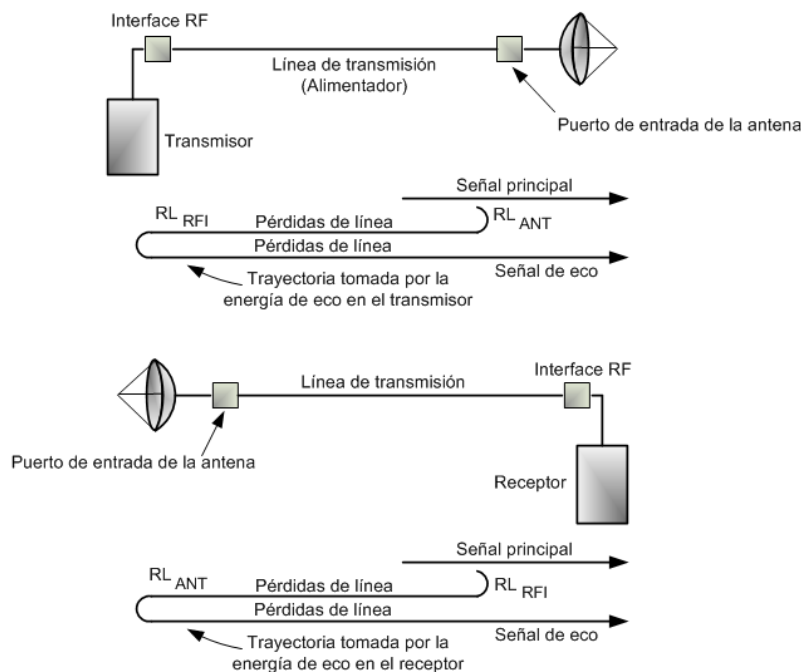 Interface RF
Línea de transmisión
(Alimentador)
Puerto de entrada de la antena
Transmisor
Señal principal
RL RFI
Pérdidas de línea
RL ANT
Pérdidas de línea
Señal de eco
Trayectoria tomada por la
energía de eco en el transmisor
Interface RF
Línea de transmisión
Puerto de entrada de la antena
Receptor
Señal principal
RL ANT
Pérdidas de línea
RL RFI
Pérdidas de línea
Señal de eco
Trayectoria tomada por la
energía de eco en el receptor